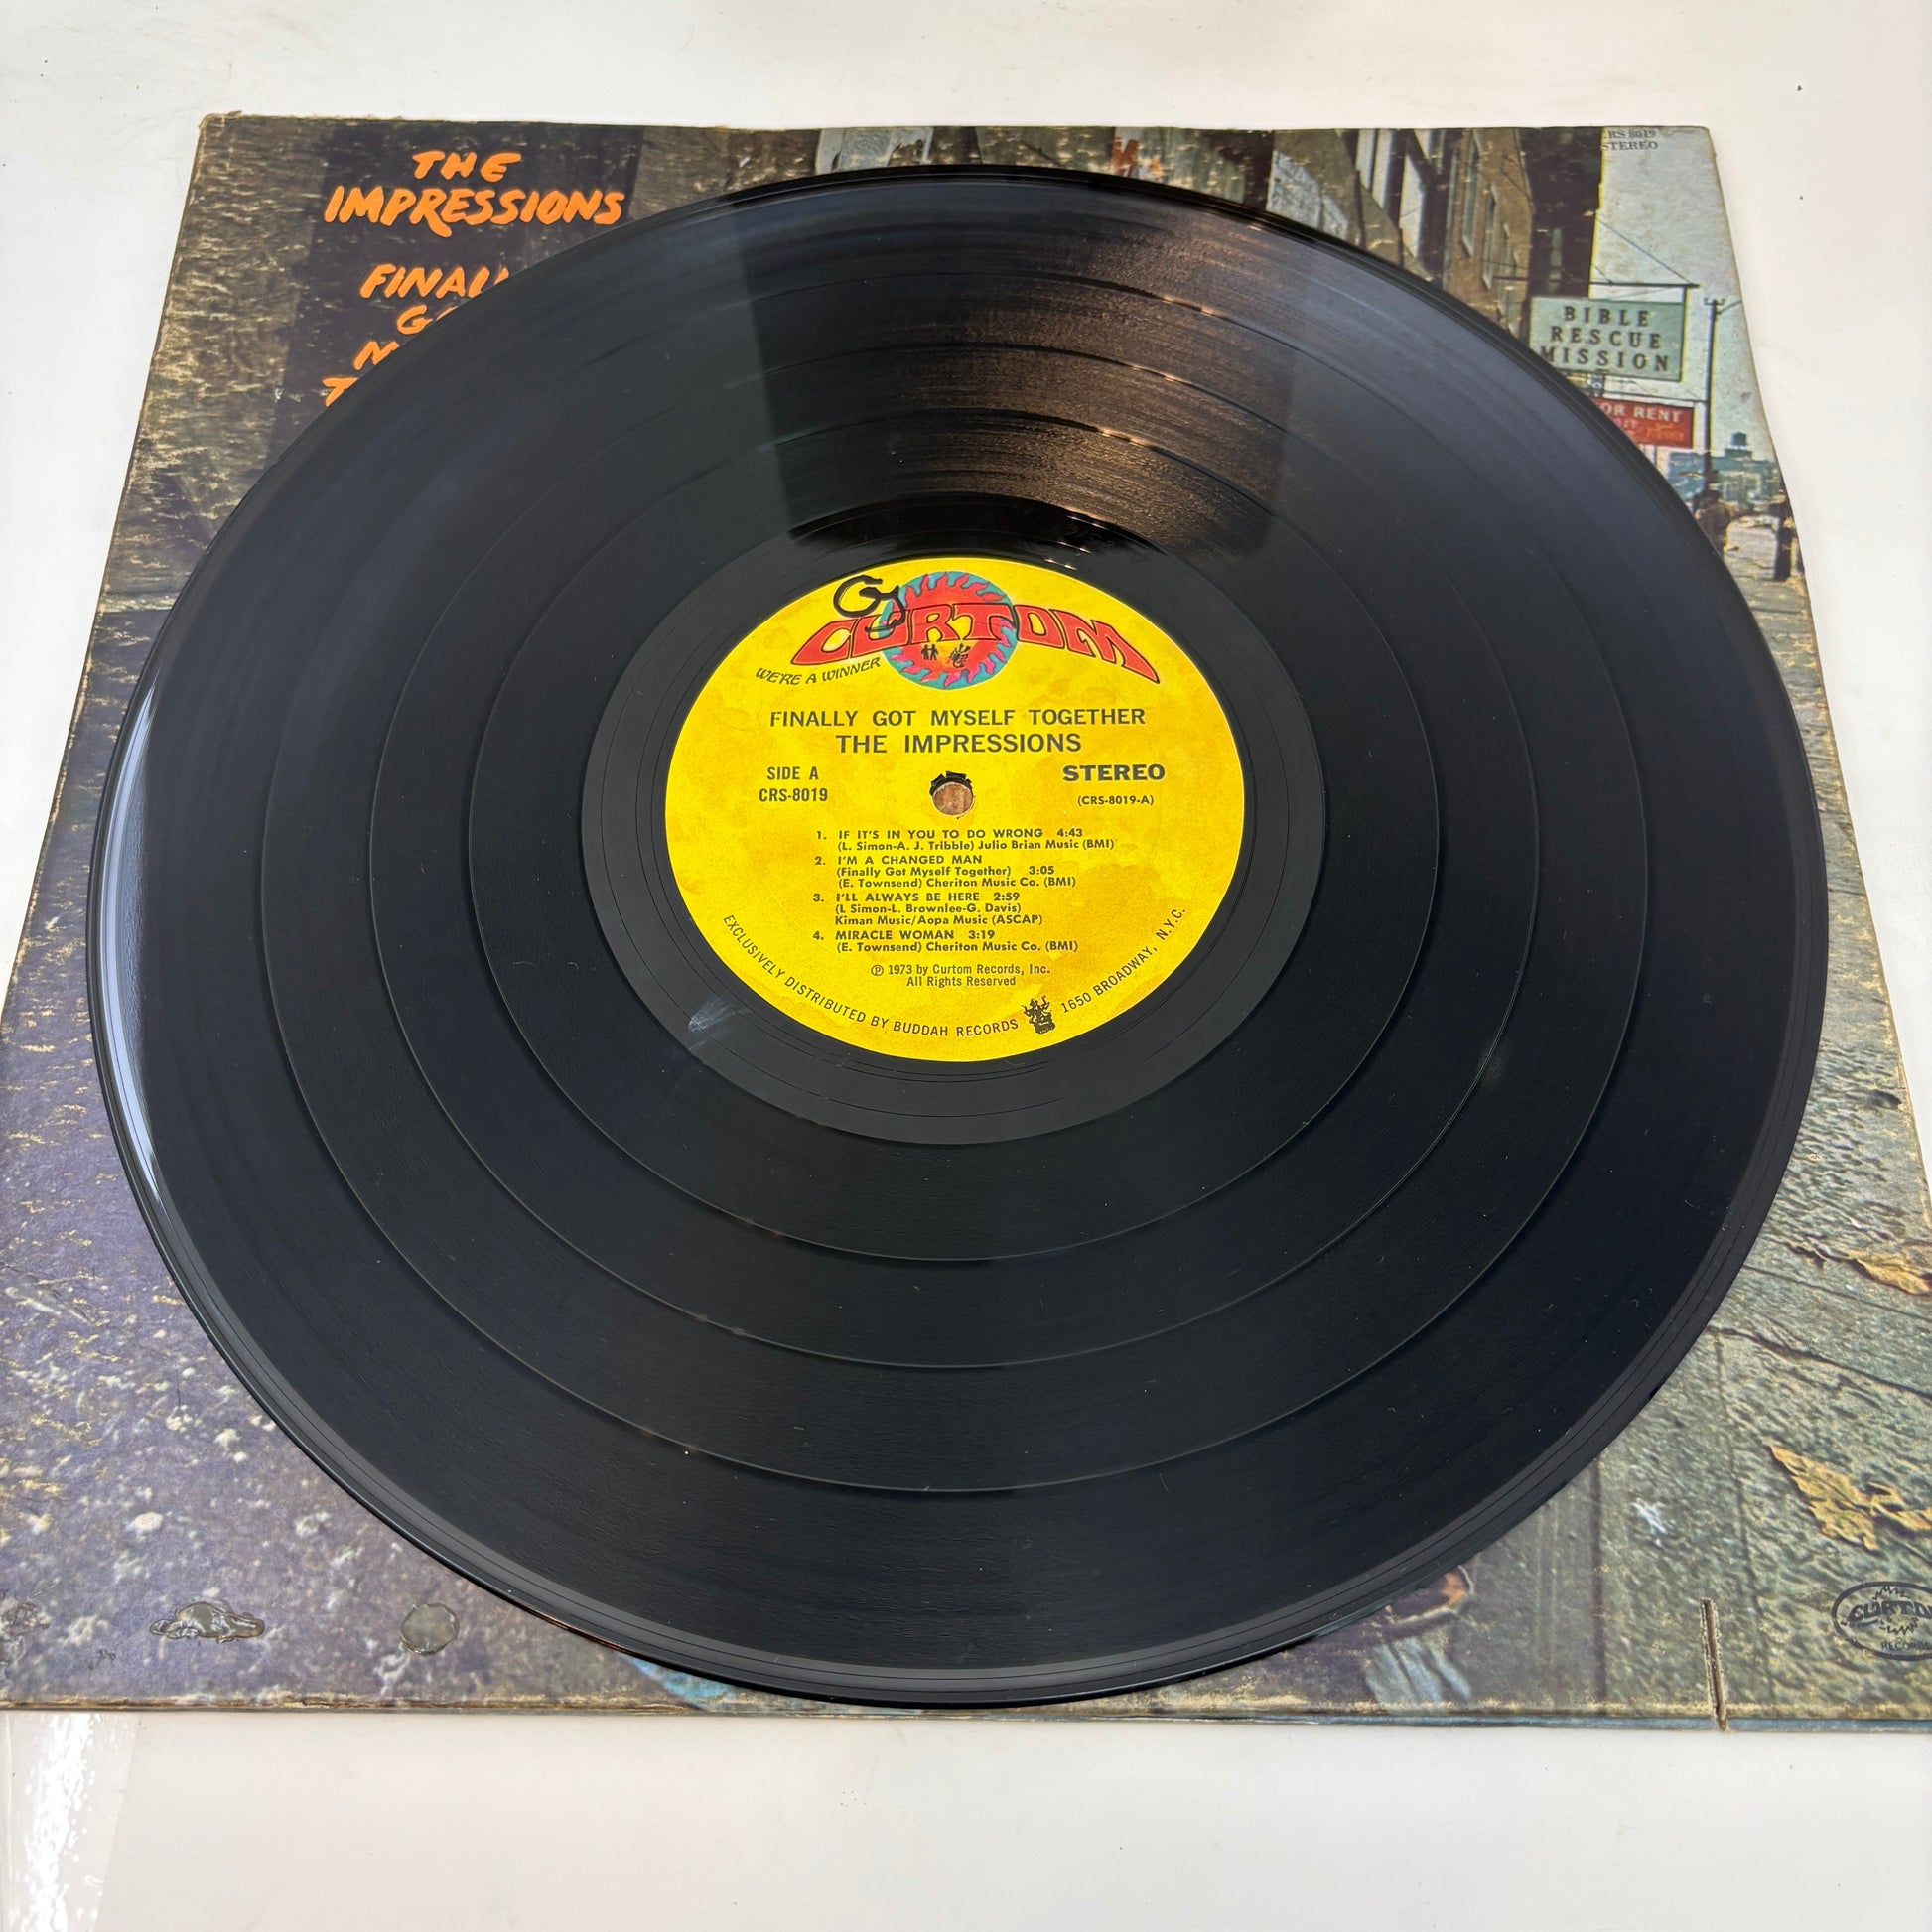 THE
IMPRESSIONS
RS 8019
STEREO
BIBLE
RESCUE
MISSION
OR RENT
Cy
CURTOM
WE'RE A WINNER
FINALLY GOT MYSELF TOGETHER
THE IMPRESSIONS
SIDE A
CRS-8019
STEREO
(CRS-8019-A)
1. IF IT'S IN YOU TO DO WRONG 4:43
(L. Simon-A. J. Tribble) Julio Brian Music (BMI)
2. I'M A CHANGED MAN
(Finally Got Myself Together) 3:05
(E. Townsend) Cheriton Music Co. (BMI)
3. I'LL ALWAYS BE HERE 2:59
(L Simon-L. Brownlee-G. Davis)
Kiman Music/Aopa Music (ASCAP)
4. MIRACLE WOMAN 3:19
(E. Townsend) Cheriton Music Co. (BMI)
℗ 1973 by Curtom Records, Inc.
All Rights Reserved
EXCLUSIVELY DISTRIBUTED BY BUDDAH RECORDS 1650 BROADWAY, N.Y.C.